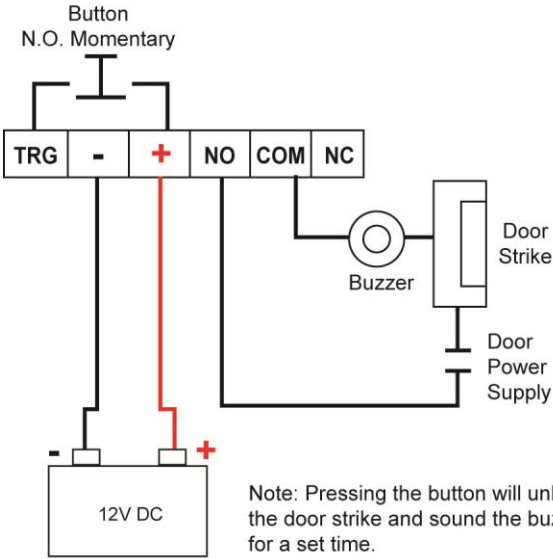 Button
N.O. Momentary
TRG - + NO COM NC
Door
Strike
Buzzer
Door
Power
Supply
- +
12V DC
Note: Pressing the button will
the door strike and sound the
for a set time.